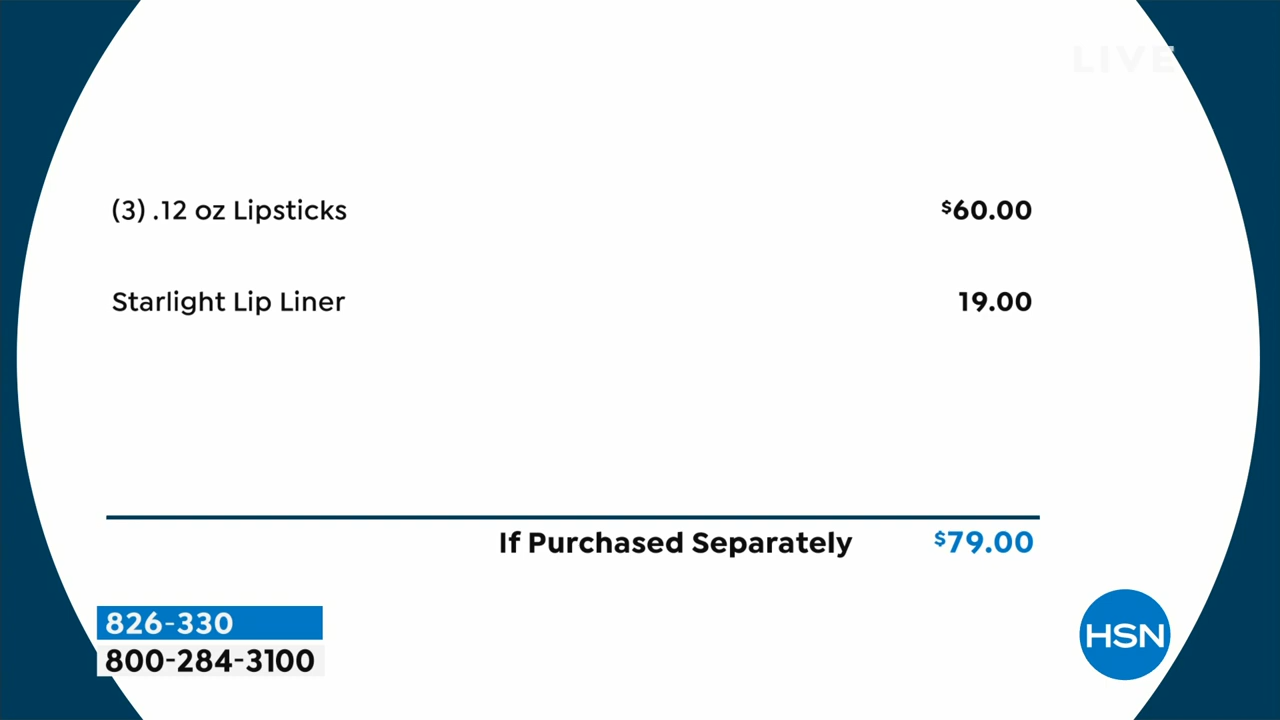 LIVE
(3) .12 oz Lipsticks $60.00
Starlight Lip Liner 19.00
If Purchased Separately $79.00
826-330
800-284-3100
HSN